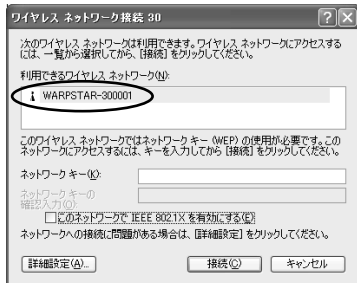 ワイヤレス ネットワーク接続 30
次のワイヤレス ネットワークは利用できます。ワイヤレス ネットワークにアクセスする
には、一覧から選択してから、[接続] をクリックしてください。
利用できるワイヤレス ネットワーク(N):
WARPSTAR-300001
このワイヤレス ネットワークではネットワーク キー (WEP) の使用が必要です。この
ネットワークにアクセスするには、キーを入力してから [接続] をクリックしてください。
ネットワーク キー(K):
ネットワーク キーの
確認入力(O):
このネットワークで IEEE 802.1X を有効にする(E)
ネットワークへの接続に問題がある場合は、[詳細設定] をクリックしてください。
詳細設定(A)...
接続(C)
キャンセル